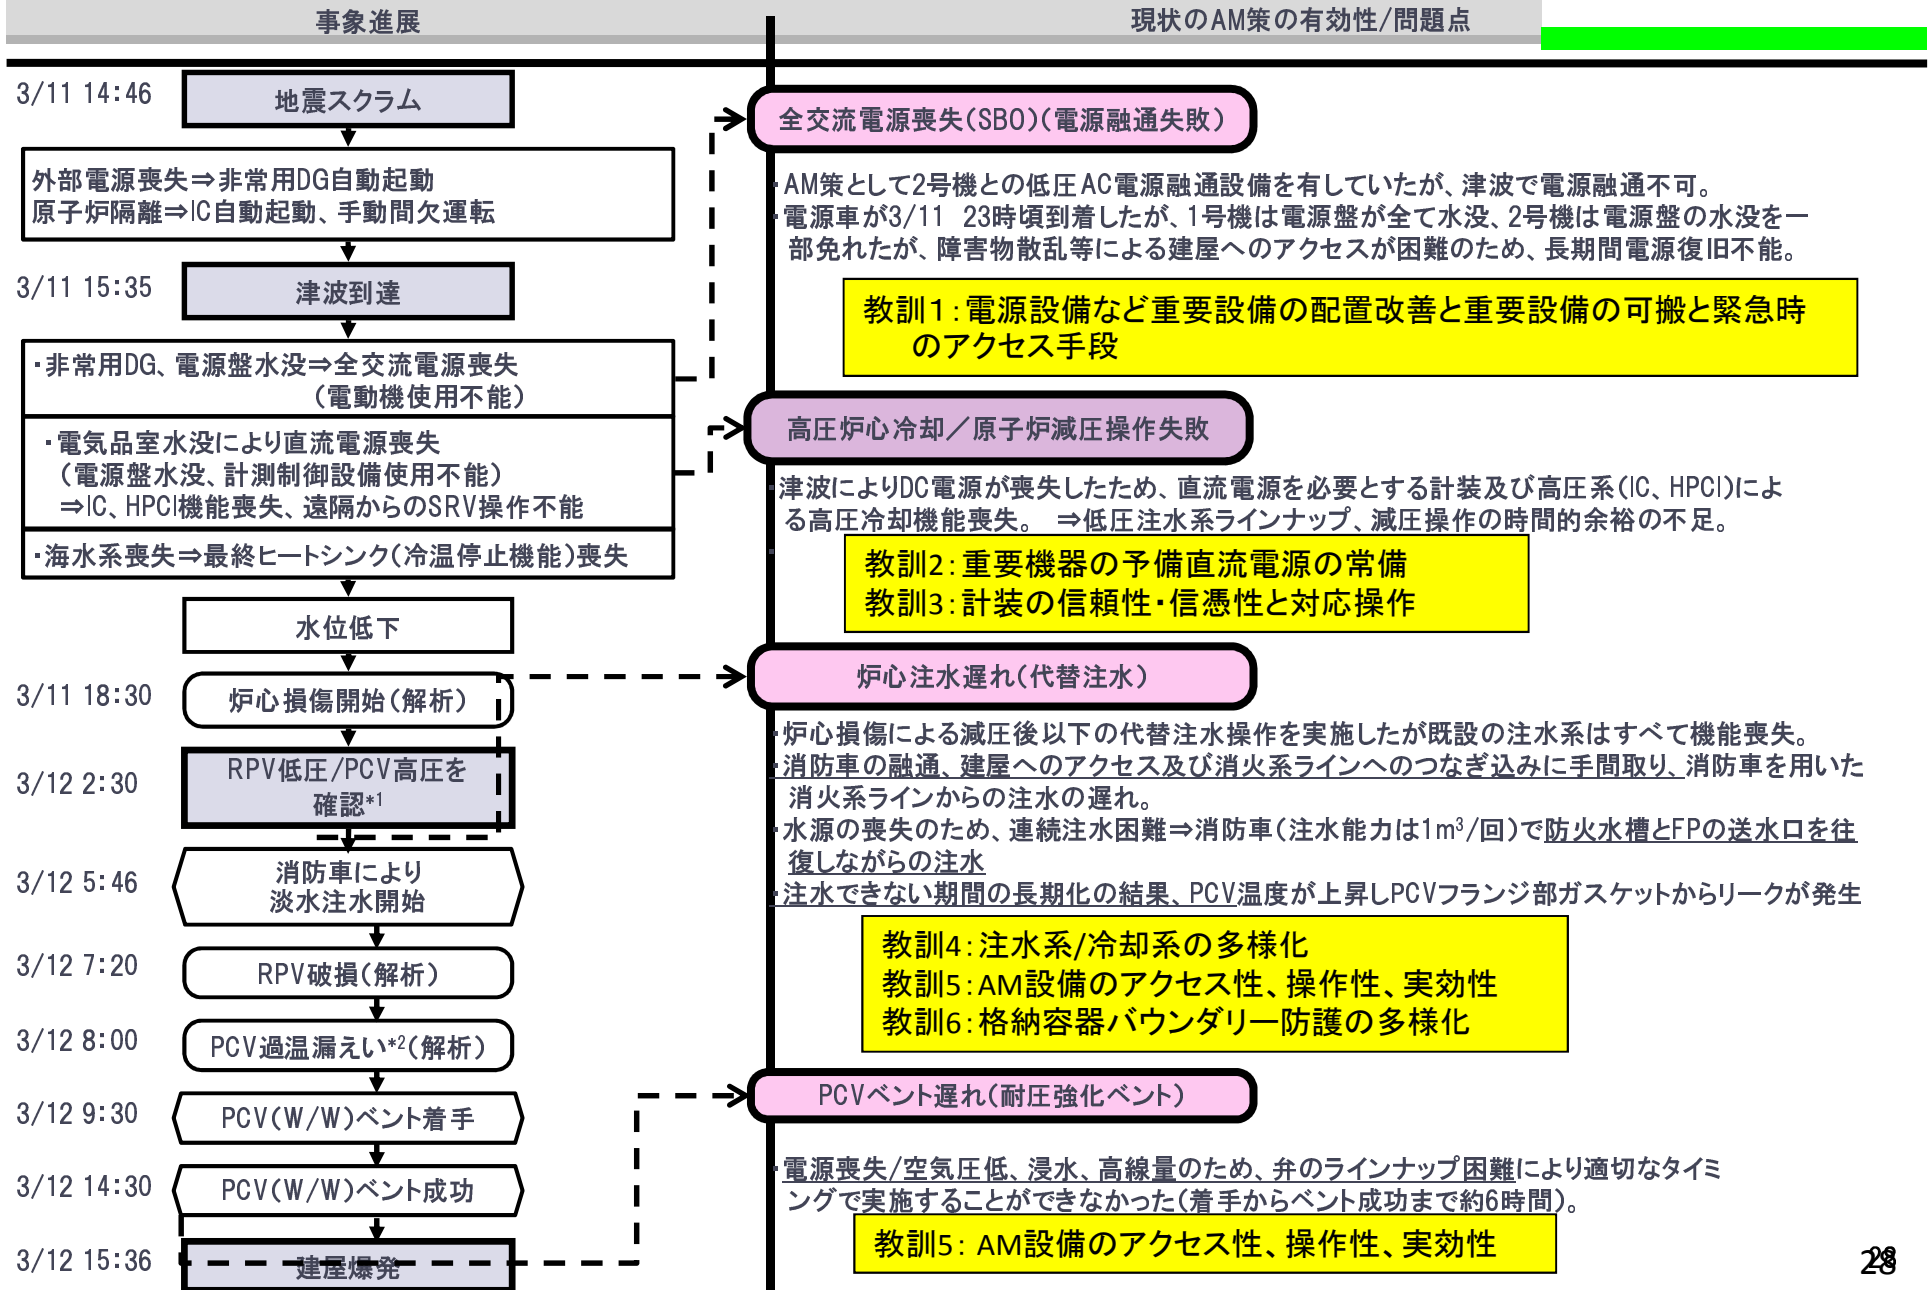 事象進展
現状のAM策の有効性/問題点
3/11 14:46
地震スクラム
外部電源喪失⇒非常用DG自動起動
原子炉隔離⇒IC自動起動、手動間欠運転
3/11 15:35
津波到達
・非常用DG、電源盤水没⇒全交流電源喪失
（電動機使用不能）
・電気品室水没により直流電源喪失
（電源盤水没、計測制御設備使用不能）
⇒IC、HPCI機能喪失、遠隔からのSRV操作不能
・海水系喪失⇒最終ヒートシンク（冷温停止機能）喪失
水位低下
3/11 18:30
炉心損傷開始（解析）
3/12 2:30
RPV低圧/PCV高圧を
確認*1
3/12 5:46
消防車により
淡水注水開始
3/12 7:20
RPV破損（解析）
3/12 8:00
PCV過温漏えい*2（解析）
3/12 9:30
PCV（W/W）ベント着手
3/12 14:30
PCV（W/W）ベント成功
3/12 15:36
建屋爆発
全交流電源喪失（SBO）（電源融通失敗）
・AM策として2号機との低圧AC電源融通設備を有していたが、津波で電源融通不可。
・電源車が3/11 23時頃到着したが、1号機は電源盤が全て水没、2号機は電源盤の水没を一
部免れたが、障害物散乱等による建屋へのアクセスが困難のため、長期間電源復旧不能。
教訓１：電源設備など重要設備の配置改善と重要設備の可搬と緊急時
のアクセス手段
高圧炉心冷却／原子炉減圧操作失敗
・津波によりDC電源が喪失したため、直流電源を必要とする計装及び高圧系（IC、HPCI）によ
る高圧冷却機能喪失。 ⇒低圧注水系ラインナップ、減圧操作の時間的余裕の不足。
・
教訓2：重要機器の予備直流電源の常備
教訓3：計装の信頼性・信憑性と対応操作
炉心注水遅れ（代替注水）
・炉心損傷による減圧後以下の代替注水操作を実施したが既設の注水系はすべて機能喪失。
・消防車の融通、建屋へのアクセス及び消火系ラインへのつなぎ込みに手間取り、消防車を用いた
消火系ラインからの注水の遅れ。
・水源の喪失のため、連続注水困難⇒消防車（注水能力は1m³/回）で防火水槽とFPの送水口を往
復しながらの注水
・注水できない期間の長期化の結果、PCV温度が上昇しPCVフランジ部ガスケットからリークが発生
教訓4：注水系/冷却系の多様化
教訓5：AM設備のアクセス性、操作性、実効性
教訓6：格納容器バウンダリー防護の多様化
PCVベント遅れ（耐圧強化ベント）
・電源喪失/空気圧低、浸水、高線量のため、弁のラインナップ困難により適切なタイミ
ングで実施することができなかった（着手からベント成功まで約6時間）。
教訓5： AM設備のアクセス性、操作性、実効性
28
28